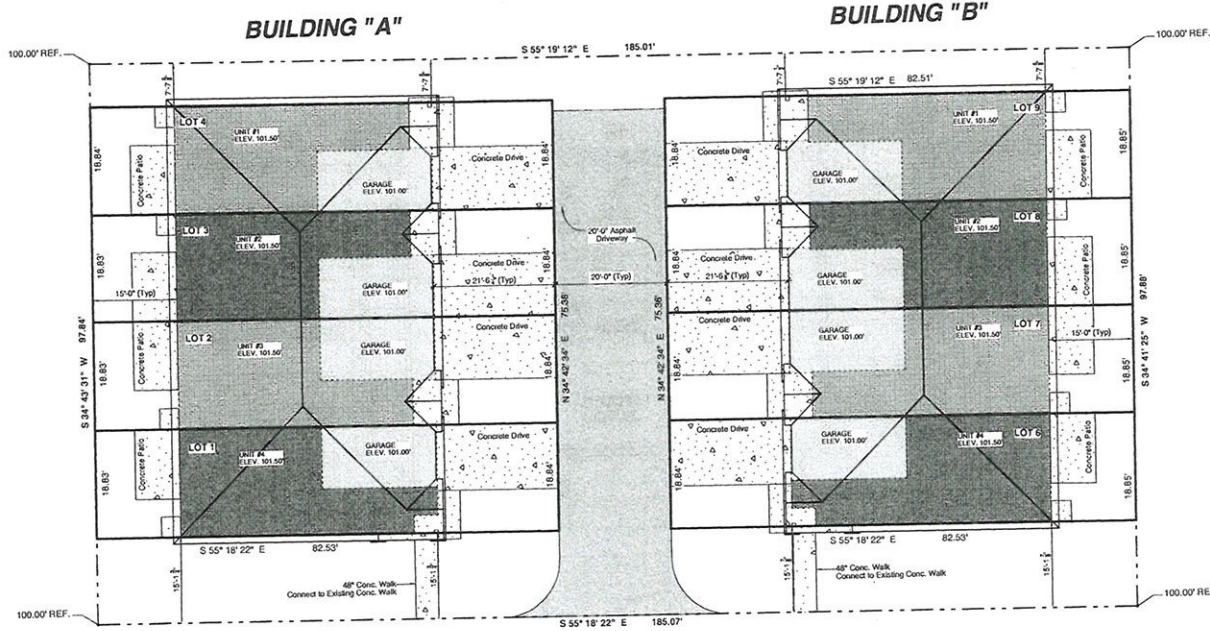 BUILDING "A"
BUILDING "B"
100.00' REF.
100.00' REF.
S 55° 19' 12" E 185.01'
S 55° 19' 12" E 82.51'
7'-7
7'-7
7'-7
7'-7
LOT 4
UNIT #1
ELEV. 101.50'
GARAGE
ELEV. 101.00'
Concrete Patio
18.84'
Concrete Drive
18.84'
LOT 3
UNIT #2
ELEV. 101.50'
GARAGE
ELEV. 101.00'
Concrete Patio
18.83'
15'-0" (Typ)
Concrete Drive
21'-6 (Typ)
18.84'
LOT 2
UNIT #3
ELEV. 101.50'
GARAGE
ELEV. 101.00'
Concrete Patio
18.83'
Concrete Drive
18.84'
LOT 1
UNIT #4
ELEV. 101.50'
GARAGE
ELEV. 101.00'
Concrete Patio
18.83'
Concrete Drive
18.84'
S 34° 43' 31" W 97.84'
S 55° 18' 22" E 82.53'
15'-1
15'-1
48" Conc. Walk
Connect to Existing Conc. Walk
20'-0" Asphalt
Driveway
20'-0" (Typ)
N 34° 42' 34" E 75.36'
N 34° 42' 34" E 75.36'
LOT 9
UNIT #1
ELEV. 101.50'
GARAGE
ELEV. 101.00'
Concrete Drive
18.84'
Concrete Patio
18.85'
LOT 8
UNIT #2
ELEV. 101.50'
GARAGE
ELEV. 101.00'
Concrete Drive
18.84'
21'-6 (Typ)
Concrete Patio
18.85'
LOT 7
UNIT #3
ELEV. 101.50'
GARAGE
ELEV. 101.00'
Concrete Drive
18.84'
15'-0" (Typ)
18.85'
LOT 6
UNIT #4
ELEV. 101.50'
GARAGE
ELEV. 101.00'
Concrete Drive
18.84'
Concrete Patio
18.85'
S 34° 41' 25" W 97.88'
S 55° 18' 22" E 82.53'
15'-1
15'-1
48" Conc. Walk
Connect to Existing Conc. Walk
100.00' REF.
100.00' REF.
S 55° 18' 22" E 185.07'